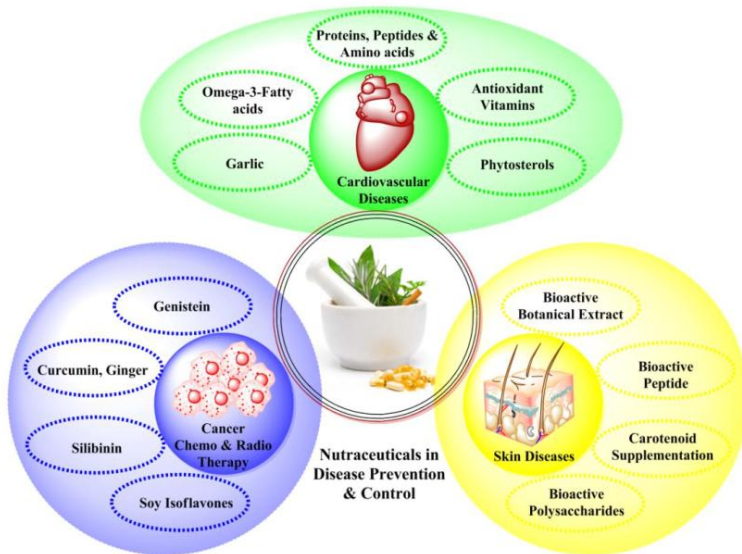 Proteins, Peptides &
Amino acids
Omega-3-Fatty
acids
Antioxidant
Vitamins
Garlic
Phytosterols
Cardiovascular
Diseases
Genistein
Curcumin, Ginger
Silibinin
Soy Isoflavones
Cancer
Chemo & Radio
Therapy
Nutraceuticals in
Disease Prevention
& Control
Bioactive
Botanical Extract
Bioactive
Peptide
Carotenoid
Supplementation
Bioactive
Polysaccharides
Skin Diseases